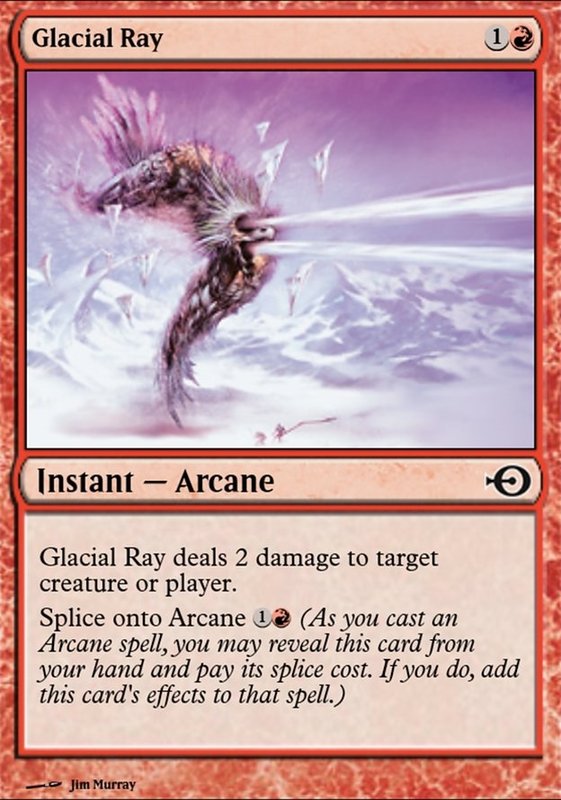 Glacial Ray 1
Instant — Arcane
Glacial Ray deals 2 damage to target
creature or player.
Splice onto Arcane 1 (As you cast an
Arcane spell, you may reveal this card from
your hand and pay its splice cost. If you do, add
this card's effects to that spell.)
Jim Murray